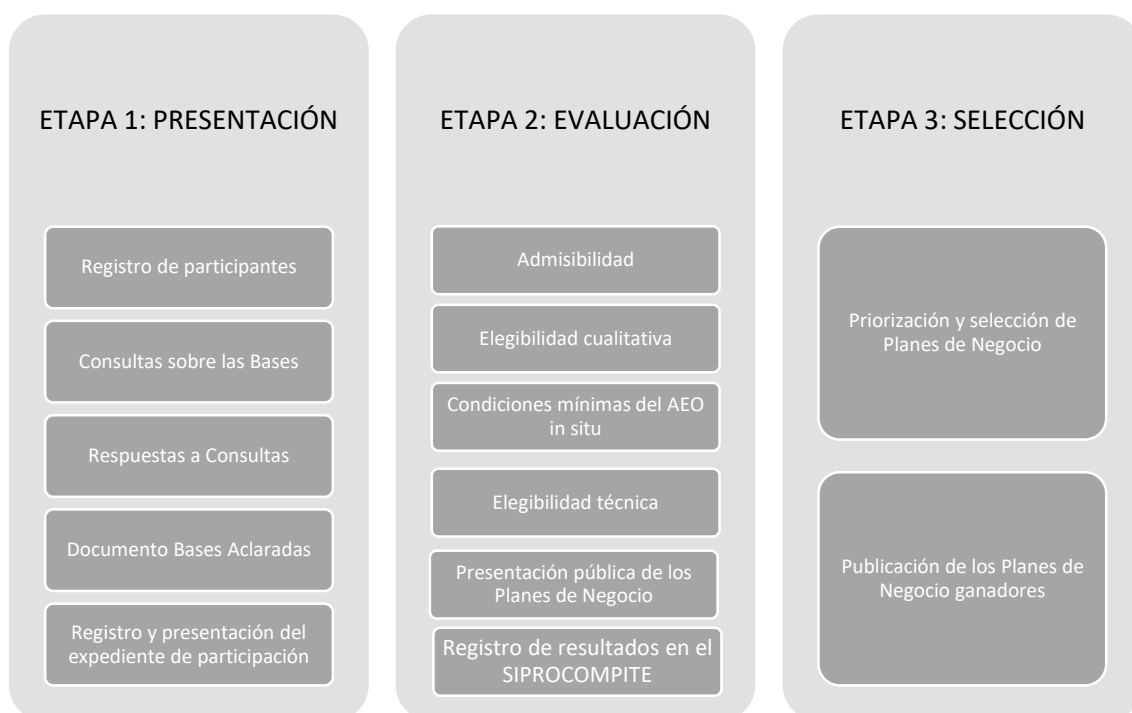 ETAPA 1: PRESENTACIÓN
Registro de participantes
Consultas sobre las Bases
Respuestas a Consultas
Documento Bases Aclaradas
Registro y presentación del
expediente de participación
ETAPA 2: EVALUACIÓN
Admisibilidad
Elegibilidad cualitativa
Condiciones mínimas del AEO
in situ
Elegibilidad técnica
Presentación pública de los
Planes de Negocio
Registro de resultados en el
SIPROCOMPITE
ETAPA 3: SELECCIÓN
Priorización y selección de
Planes de Negocio
Publicación de los Planes de
Negocio ganadores